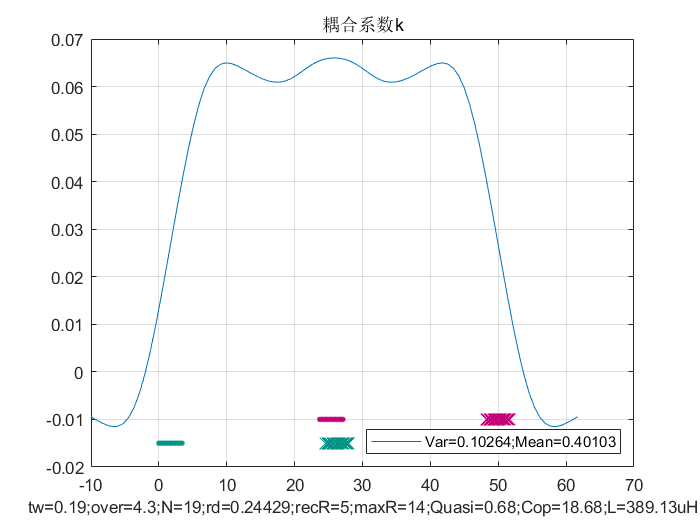 耦合系数k
0.07
0.06
0.05
0.04
0.03
0.02
0.01
0
-0.01
-0.02
Var=0.10264;Mean=0.40103
-10 0 10 20 30 40 50 60 70
tw=0.19;over=4.3;N=19;rd=0.24429;recR=5;maxR=14;Quasi=0.68;Cop=18.68;L=389.13uH